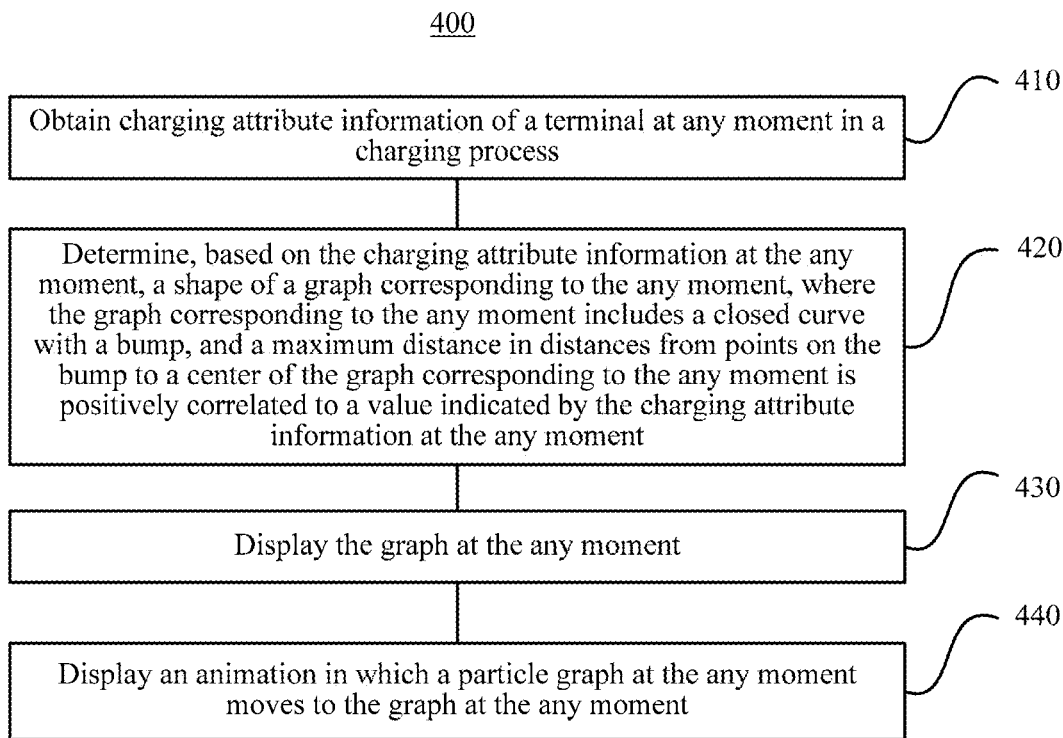 400
410
Obtain charging attribute information of a terminal at any moment in a
charging process
420
Determine, based on the charging attribute information at the any
moment, a shape of a graph corresponding to the any moment, where
the graph corresponding to the any moment includes a closed curve
with a bump, and a maximum distance in distances from points on the
bump to a center of the graph corresponding to the any moment is
positively correlated to a value indicated by the charging attribute
information at the any moment
430
Display the graph at the any moment
440
Display an animation in which a particle graph at the any moment
moves to the graph at the any moment